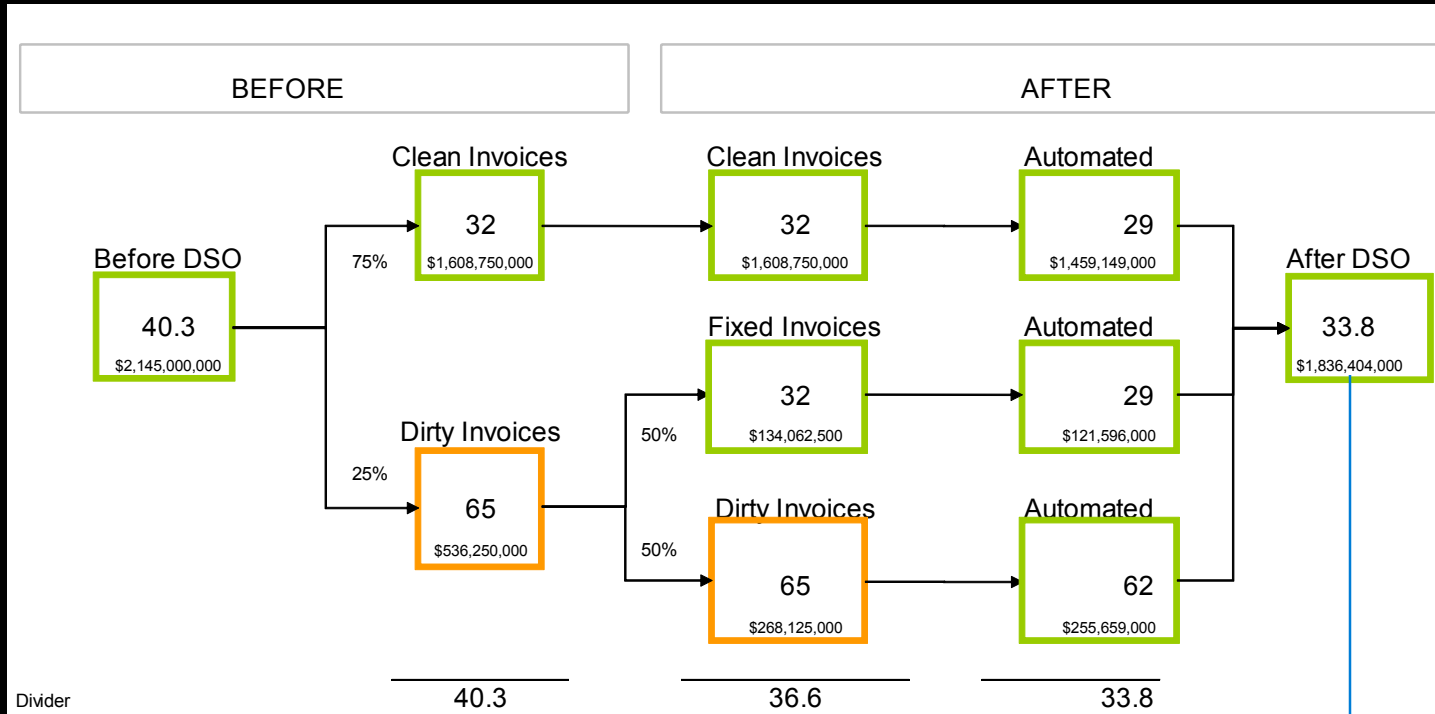 BEFORE
AFTER
Clean Invoices
Clean Invoices
Automated
32
32
29
$1,608,750,000
$1,608,750,000
$1,459,149,000
75%
Before DSO
After DSO
40.3
33.8
$2,145,000,000
$1,836,404,000
Fixed Invoices
Automated
32
29
$134,062,500
$121,596,000
50%
Dirty Invoices
25%
65
$536,250,000
Dirty Invoices
Automated
50%
65
62
$268,125,000
$255,659,000
Divider
40.3
36.6
33.8